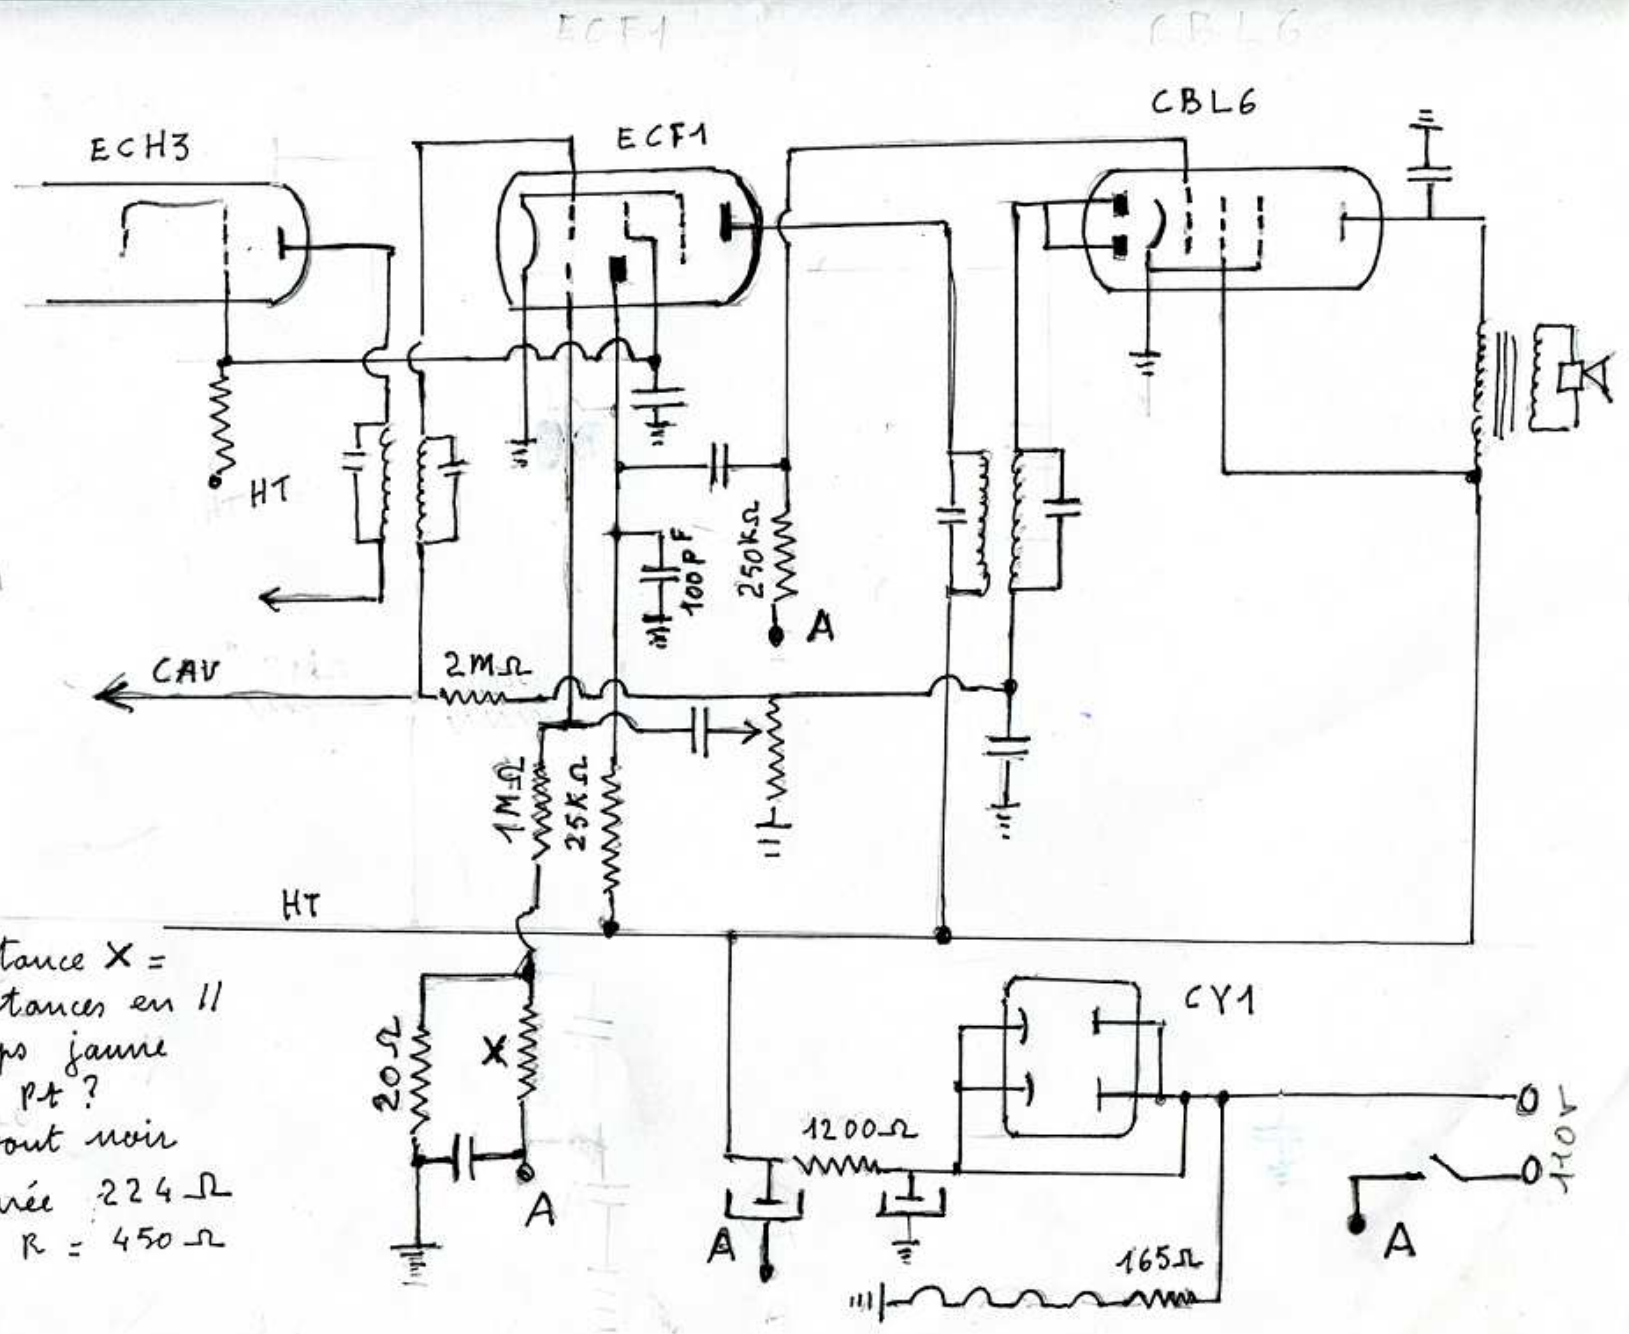 ECF1
CBL6
ECH3
ECF1
CBL6
HT
100pF
250kΩ
A
CAV
2MΩ
1MΩ
25KΩ
HT
tance X =
tances en //
ps jaune
pt ?
out noir
rée 224 Ω
R = 450 Ω
20Ω
X
A
CY1
1200Ω
A
165Ω
110V
A